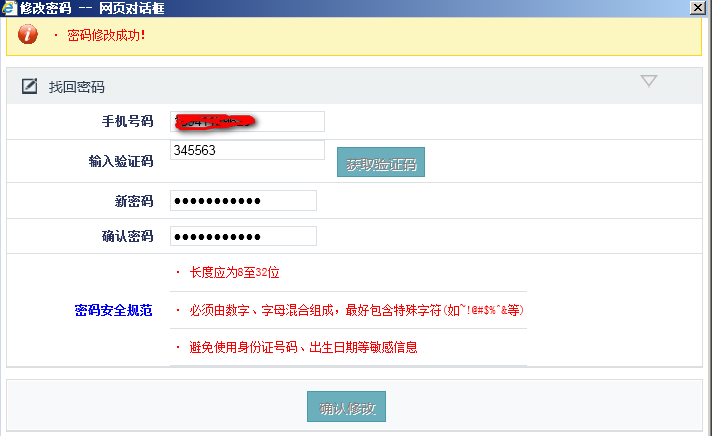 修改密码 -- 网页对话框
· 密码修改成功!
找回密码
手机号码
输入验证码 345563 获取验证码
新密码 ●●●●●●●●●●●
确认密码 ●●●●●●●●●●●
· 长度应为8至32位
密码安全规范 · 必须由数字、字母混合组成，最好包含特殊字符(如~!@#$%^&等)
· 避免使用身份证号码、出生日期等敏感信息
确认修改